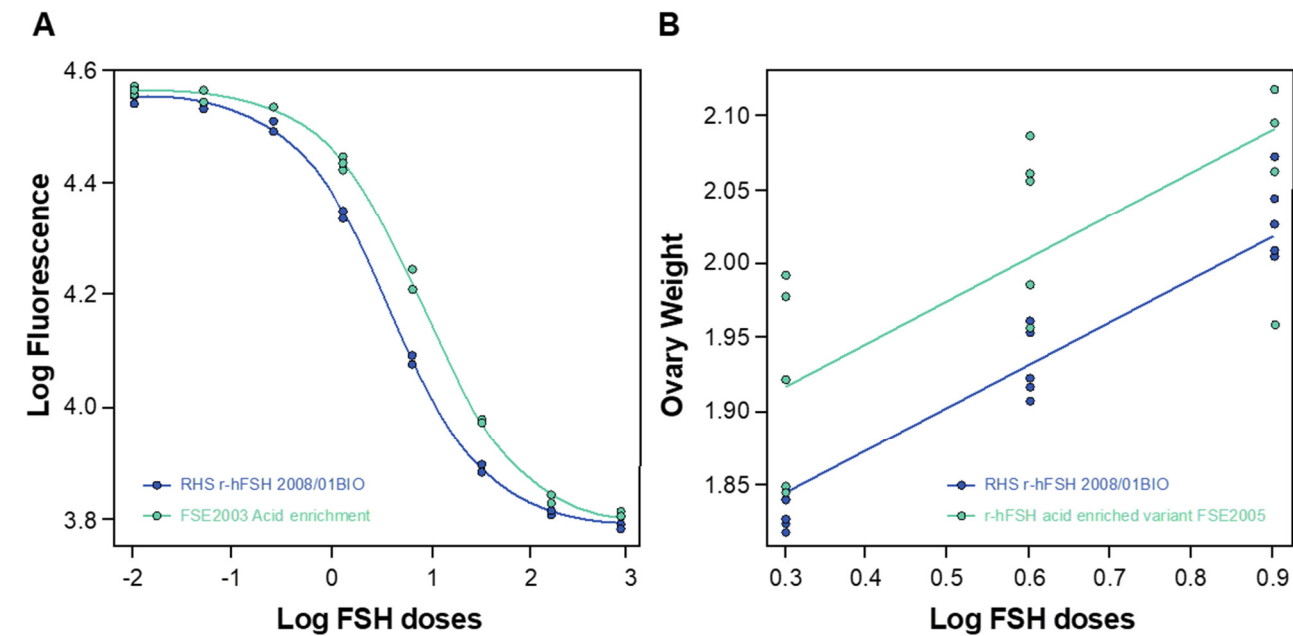 A
Log Fluorescence
4.6
4.4
4.2
4.0
3.8
RHS r-hFSH 2008/01BIO
FSE2003 Acid enrichment
-2 -1 0 1 2 3
Log FSH doses
B
Ovary Weight
2.10
2.05
2.00
1.95
1.90
1.85
RHS r-hFSH 2008/01BIO
r-hFSH acid enriched variant FSE2005
0.3 0.4 0.5 0.6 0.7 0.8 0.9
Log FSH doses